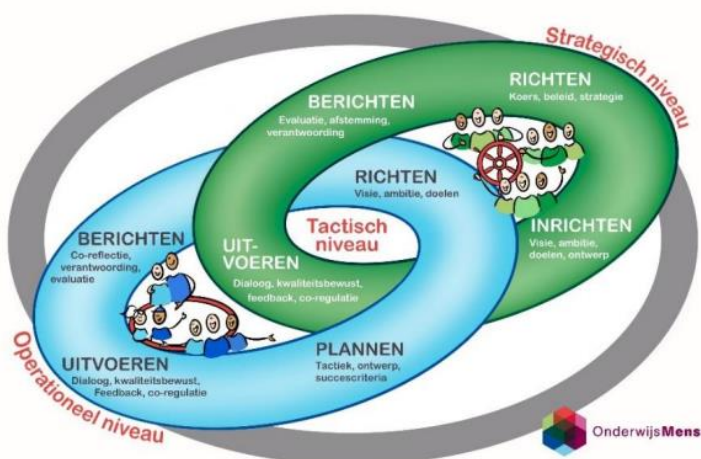 Strategisch niveau
RICHTEN
Koers, beleid, strategie
BERICHTEN
Evaluatie, afstemming,
verantwoording
RICHTEN
Visie, ambitie, doelen
INRICHTEN
Visie, ambitie,
doelen, ontwerp
Tactisch
niveau
UIT-
VOEREN
Dialoog, kwaliteitsbewust,
feedback, co-regulatie
BERICHTEN
Co-reflectie,
verantwoording,
evaluatie
PLANNEN
Tactiek, ontwerp,
succescriteria
UITVOEREN
Dialoog, kwaliteitsbewust,
Feedback, co-regulatie
Operationeel niveau
OnderwijsMens